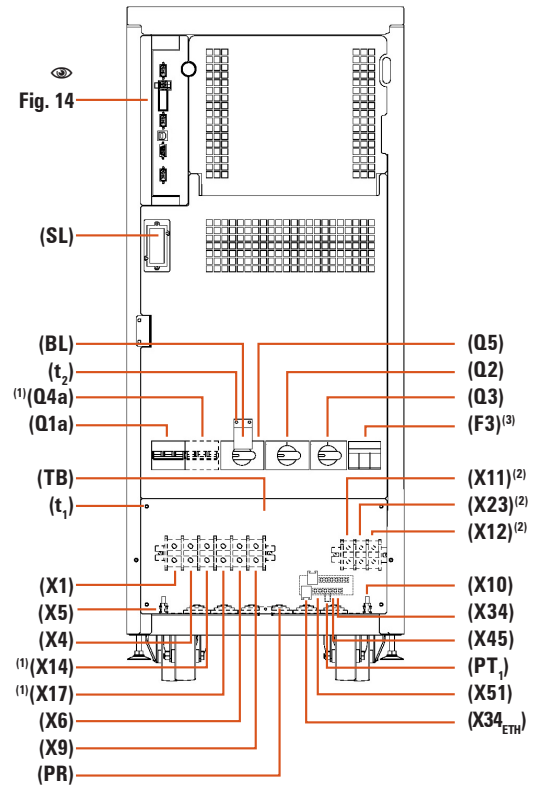 Fig. 14
(SL)
(BL)
(t2)
(1)(Q4a)
(Q1a)
(TB)
(t1)
(X1)
(X5)
(X4)
(1)(X14)
(1)(X17)
(X6)
(X9)
(PR)
(Q5)
(Q2)
(Q3)
(F3)(3)
(X11)(2)
(X23)(2)
(X12)(2)
(X10)
(X34)
(X45)
(PT1)
(X51)
(X34ETH)